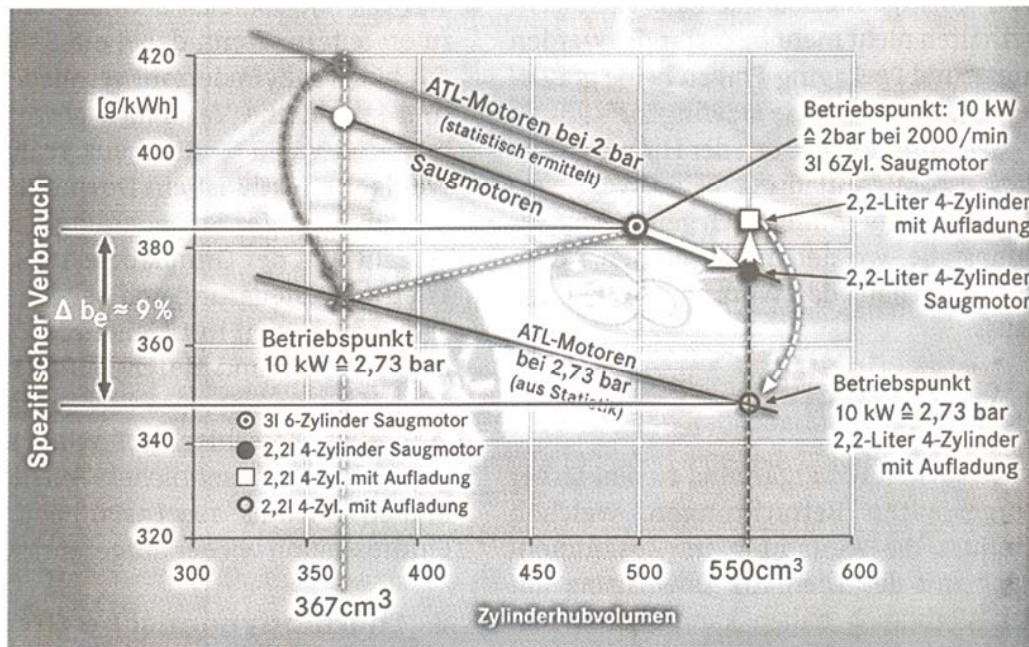 420
[g/kWh]
400
380
360
340
320
Spezifischer Verbrauch
Δ bₑ ≈ 9%
ATL-Motoren bei 2 bar
(statistisch ermittelt)
Saugmotoren
Betriebspunkt: 10 kW
≙ 2bar bei 2000/min
3l 6Zyl. Saugmotor
2,2-Liter 4-Zylinder
mit Aufladung
2,2-Liter 4-Zylinder
Saugmotor
Betriebspunkt
10 kW ≙ 2,73 bar
ATL-Motoren
bei 2,73 bar
(aus Statistik)
Betriebspunkt
10 kW ≙ 2,73 bar
2,2-Liter 4-Zylinder
mit Aufladung
3l 6-Zylinder Saugmotor
2,2l 4-Zylinder Saugmotor
2,2l 4-Zyl. mit Aufladung
2,2l 4-Zyl. mit Aufladung
300 400 450 500 550cm³ 600
367cm³
Zylinderhubvolumen